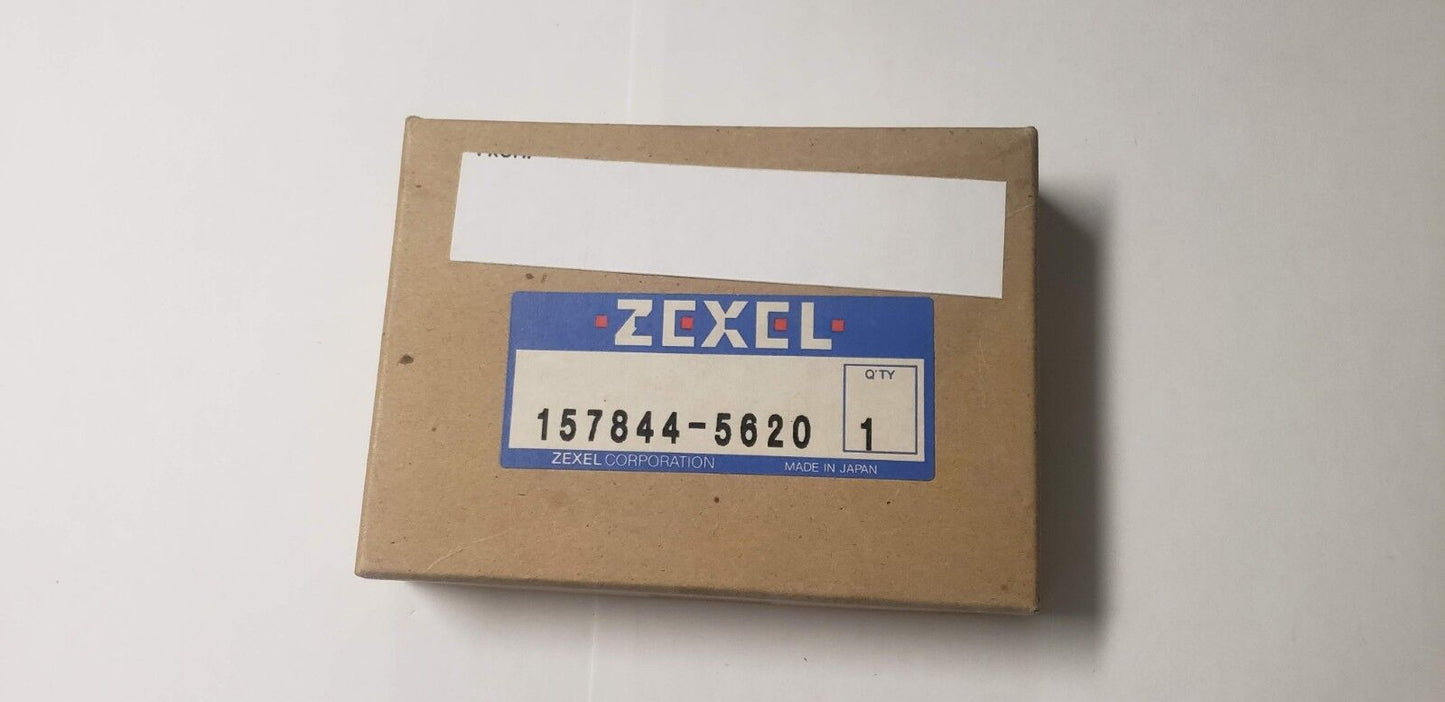 ZEXEL
Q'TY
157844-5620
1
ZEXEL CORPORATION
MADE IN JAPAN